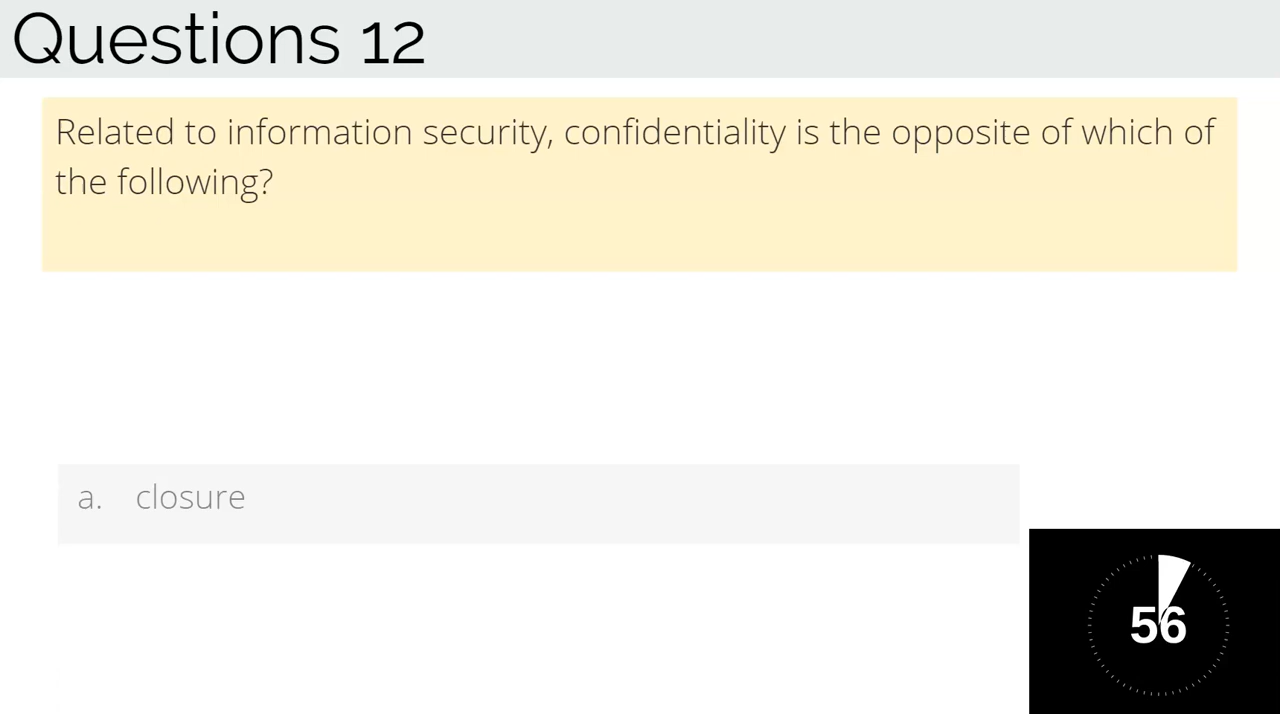 Questions 12
Related to information security, confidentiality is the opposite of which of
the following?
a. closure
56